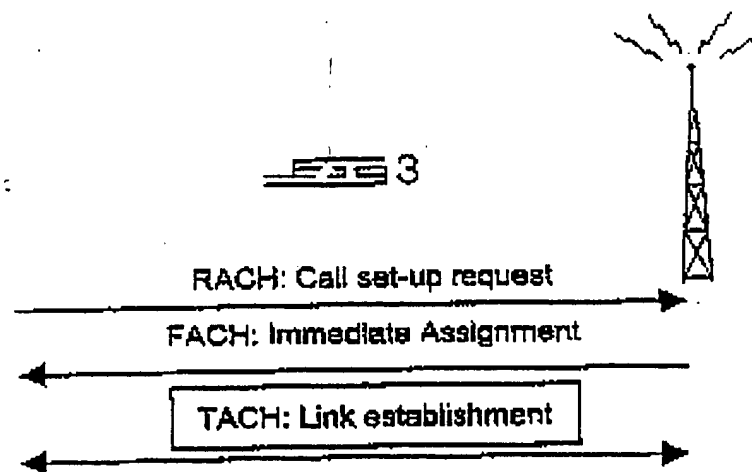 3
RACH: Call set-up request
FACH: Immediate Assignment
TACH: Link establishment